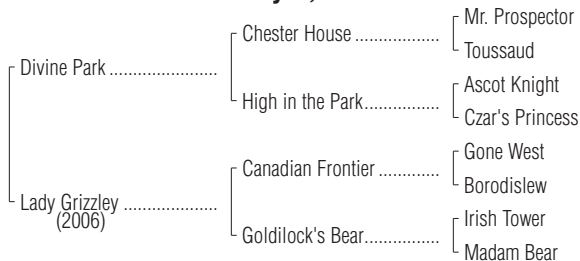 Mr. Prospector
Chester House ..................
Toussaud
Divine Park .......................
Ascot Knight
High in the Park................
Czar's Princess
Gone West
Canadian Frontier .............
Borodislew
Lady Grizzley ....................
(2006)
Irish Tower
Goldilock's Bear................
Madam Bear